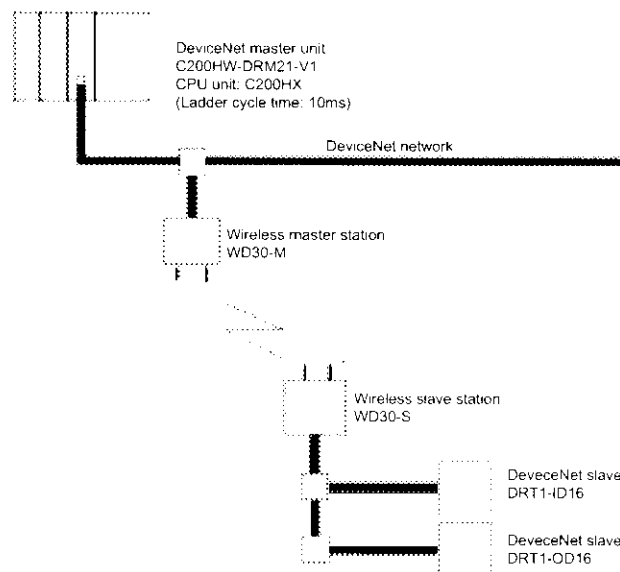 DeviceNet master unit
C200HW-DRM21-V1
CPU unit: C200HX
(Ladder cycle time: 10ms)
DeviceNet network
Wireless master station
WD30-M
Wireless slave station
WD30-S
DeveceNet slave
DRT1-ID16
DeveceNet slave
DRT1-OD16